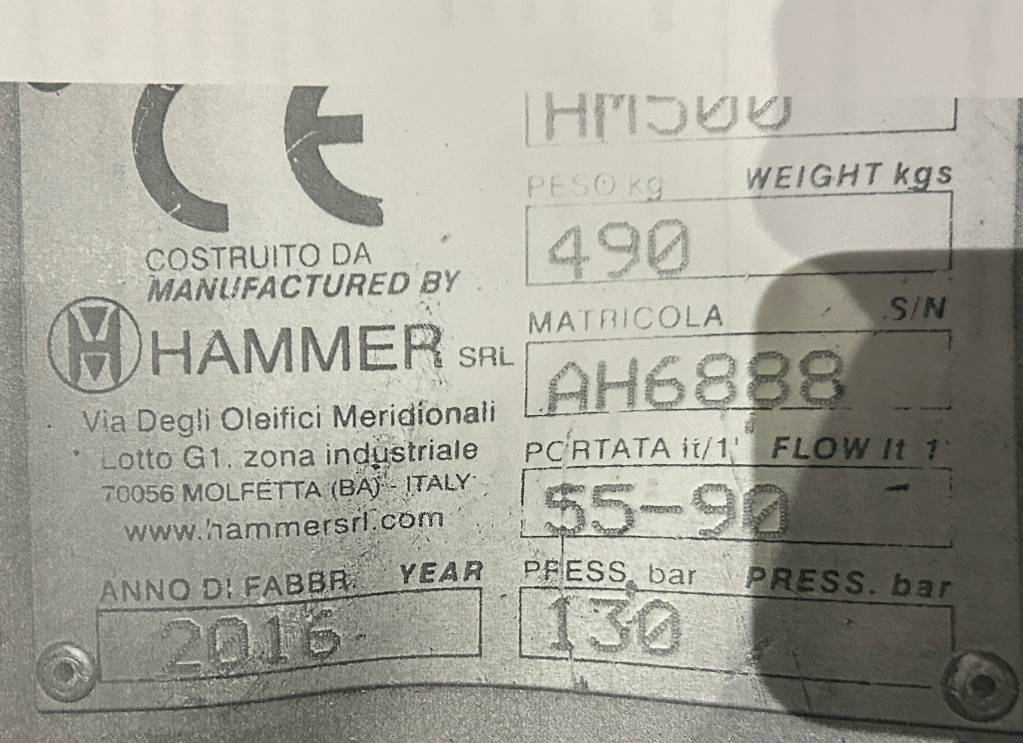 CE
HM500
PESO kg WEIGHT kgs
490
COSTRUITO DA
MANUFACTURED BY
HAMMER SRL
MATRICOLA S/N
AH6888
Via Degli Oleifici Meridionali
Lotto G1. zona industriale
70056 MOLFETTA (BA) - ITALY
www.hammersrl.com
PORTATA lt/1' FLOW lt 1'
55-90
ANNO DI FABBR. YEAR
2016
PRESS. bar PRESS. bar
130